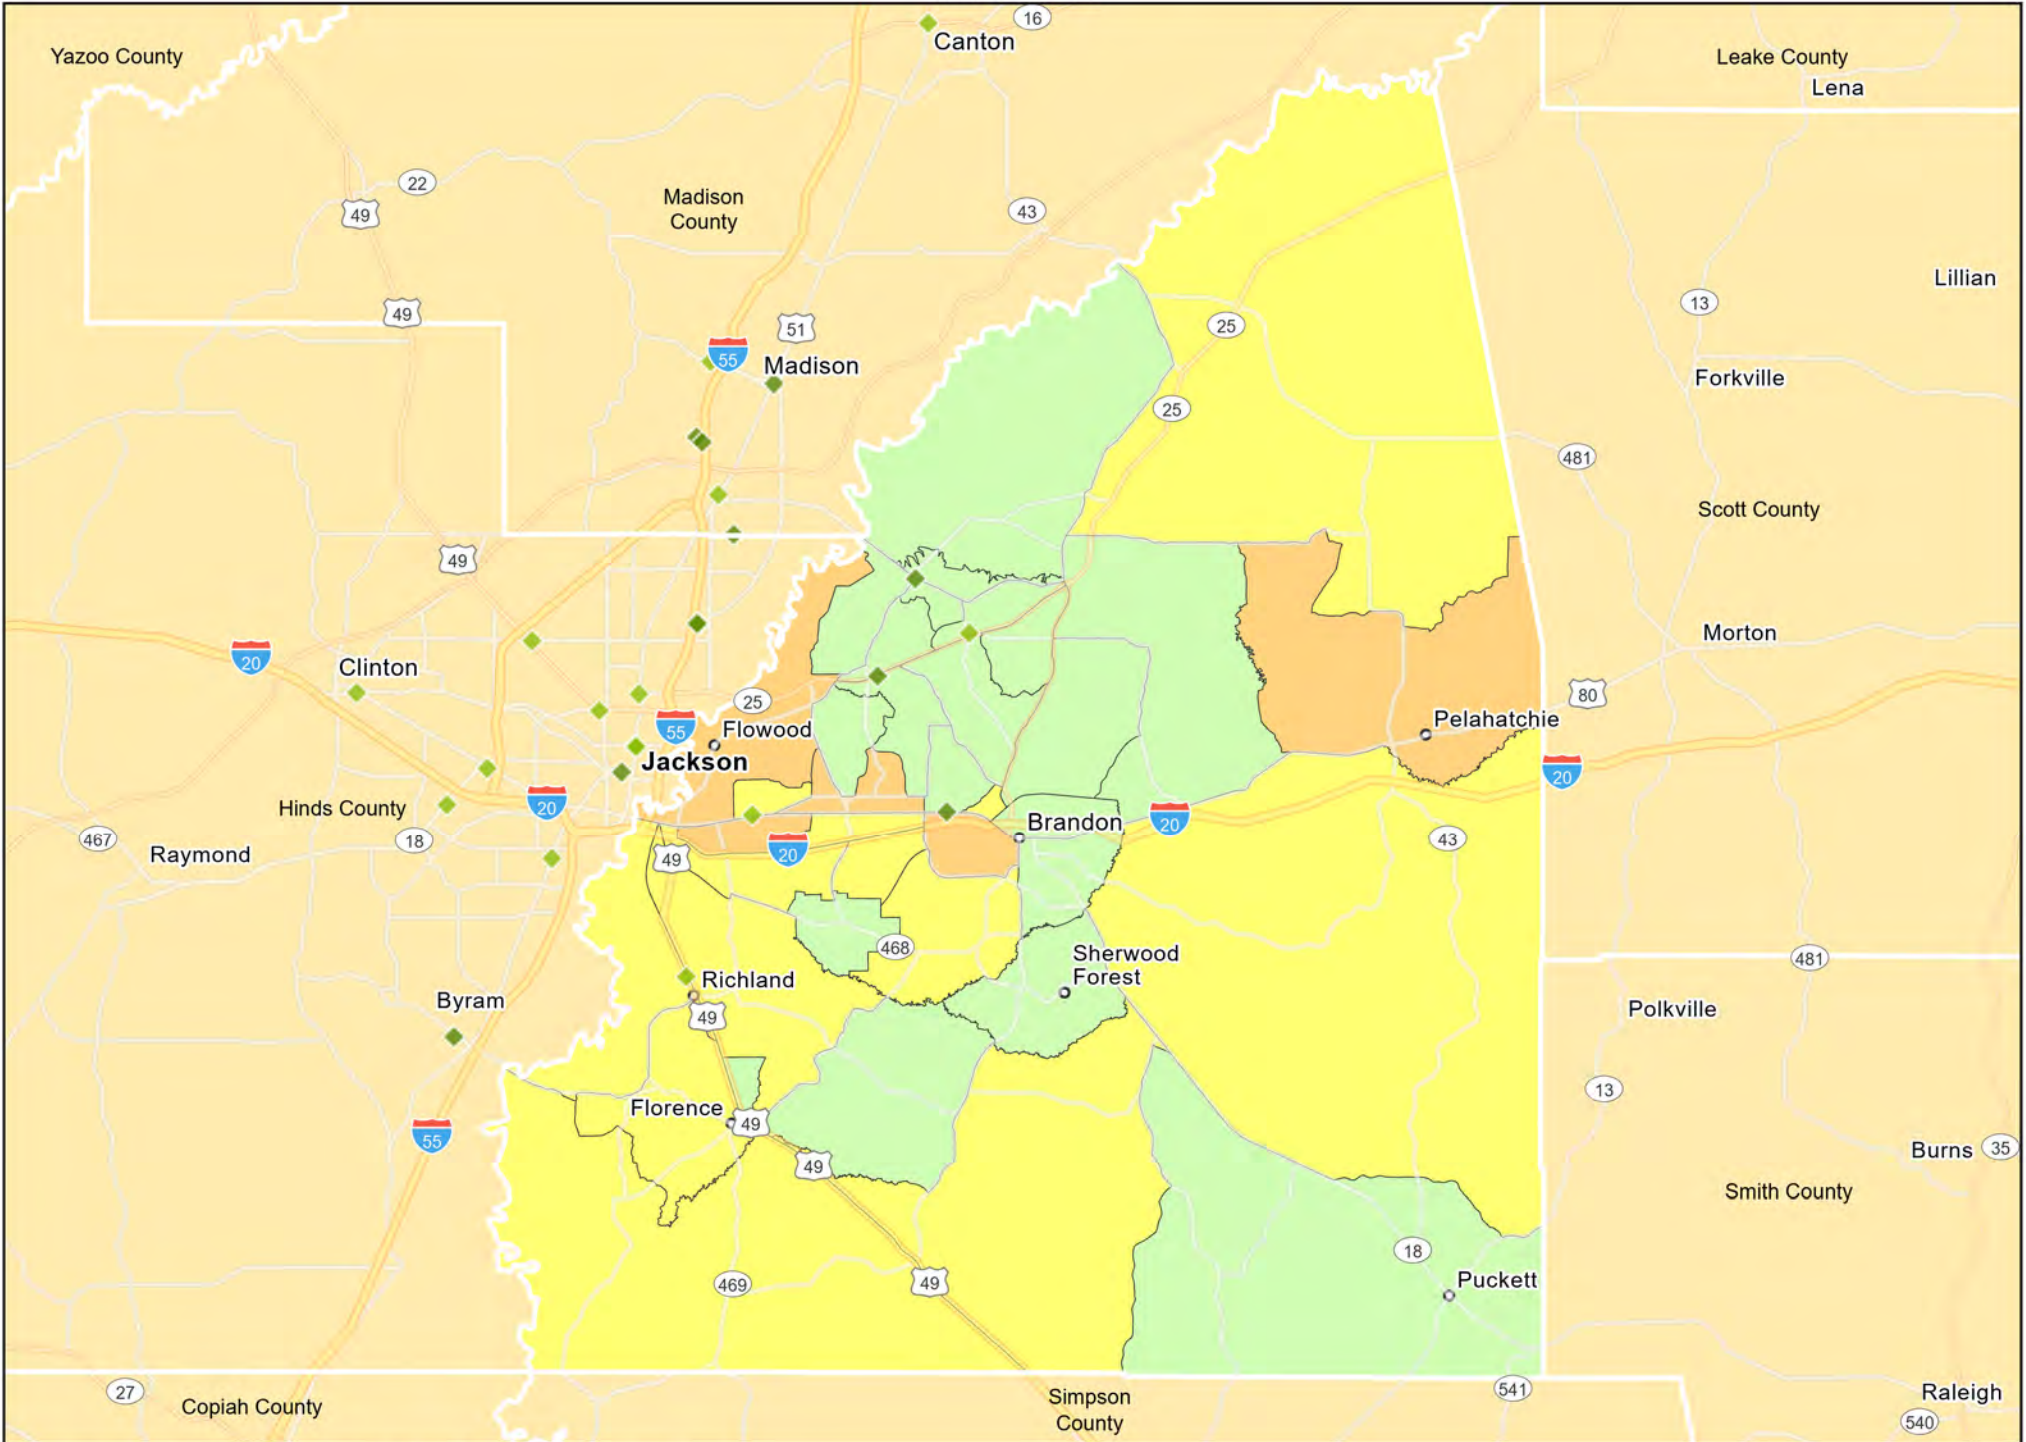 16
Canton
Yazoo County
Leake County
Lena
22
49
Madison
County
43
Lillian
13
49
51
25
55
Madison
Forkville
25
481
Scott County
49
Morton
20
Clinton
80
25
Pelahatchie
55
Flowood
Jackson
20
20
Hinds County
20
Brandon
467
18
43
Raymond
49
20
468
Sherwood
Forest
481
Richland
Byram
Polkville
49
13
Florence
49
55
Burns
35
49
Smith County
18
469
49
Puckett
27
541
Copiah County
Simpson
County
Raleigh
540